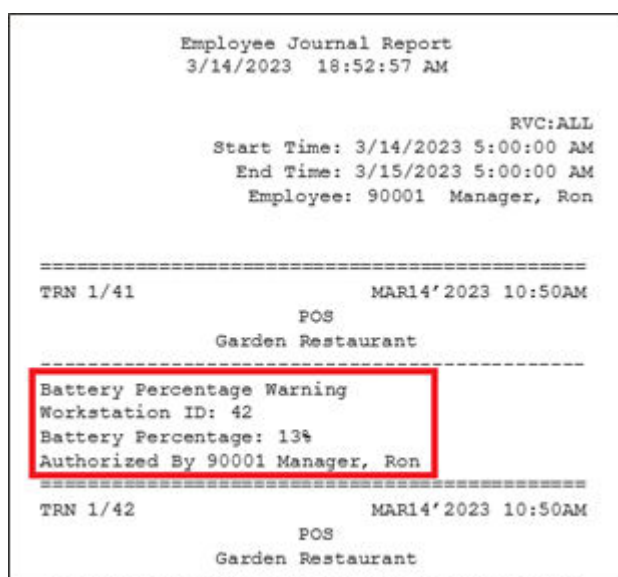 Employee Journal Report
3/14/2023 18:52:57 AM
RVC:ALL
Start Time: 3/14/2023 5:00:00 AM
End Time: 3/15/2023 5:00:00 AM
Employee: 90001 Manager, Ron
==============================================
TRN 1/41 MAR14'2023 10:50AM
POS
Garden Restaurant
----------------------------------------------
Battery Percentage Warning
Workstation ID: 42
Battery Percentage: 13%
Authorized By 90001 Manager, Ron
==============================================
TRN 1/42 MAR14'2023 10:50AM
POS
Garden Restaurant